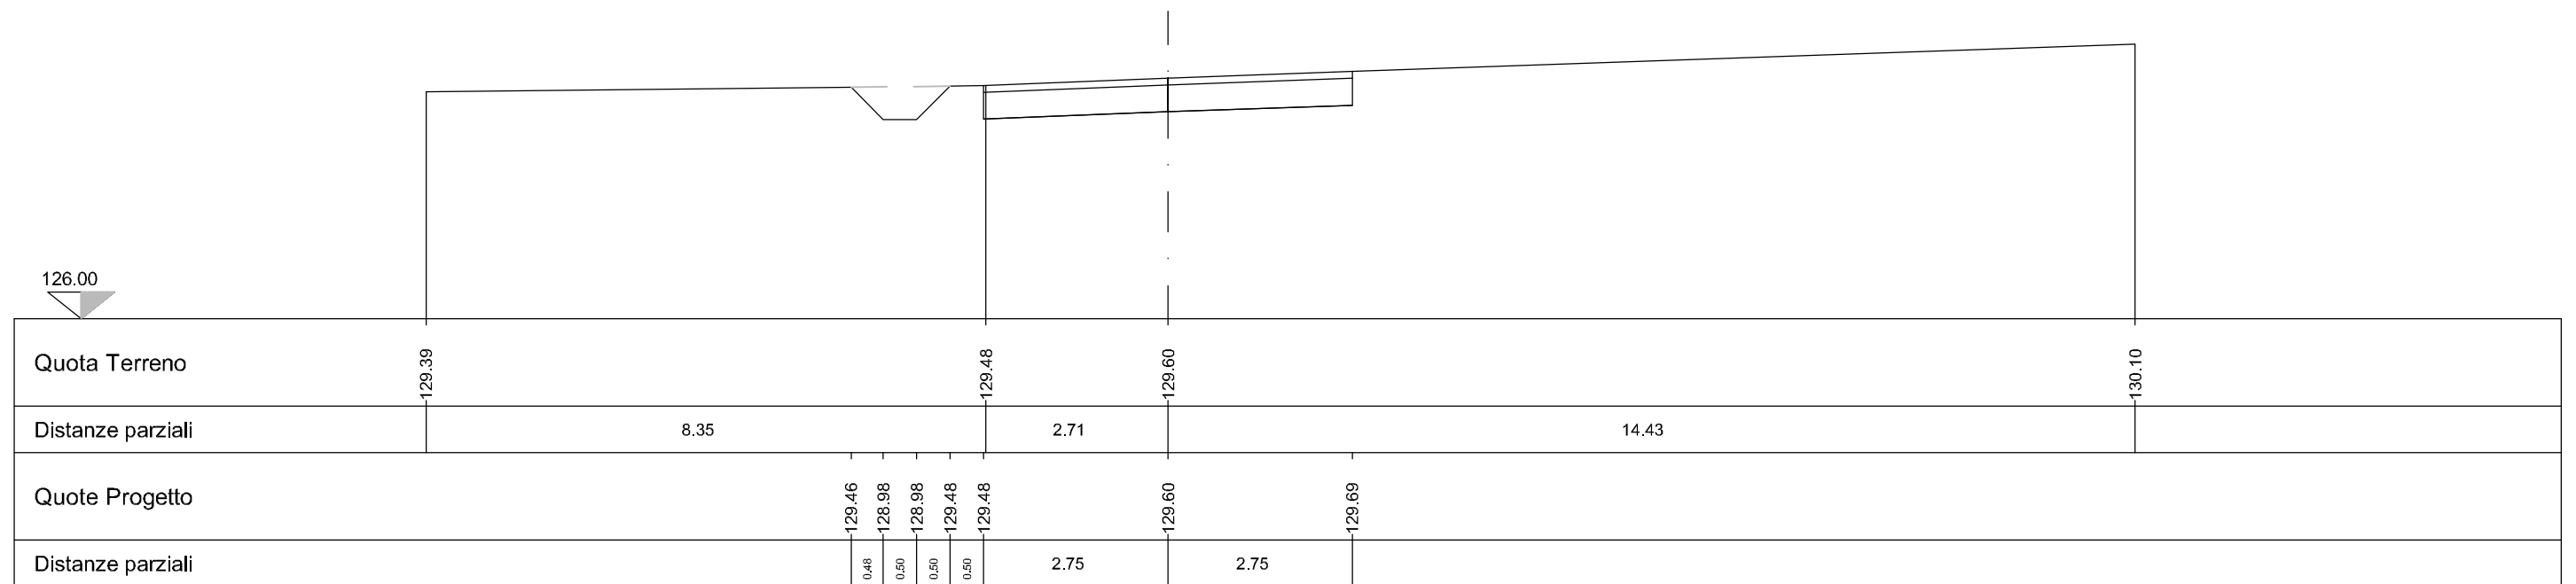 126.00
Quota Terreno
129.39 129.48 129.60 130.10
Distanze parziali 8.35 2.71 14.43
Quote Progetto
129.46 128.98 128.98 129.48 129.48 129.60 129.69
Distanze parziali 0.48 0.50 0.50 0.50 2.75 2.75